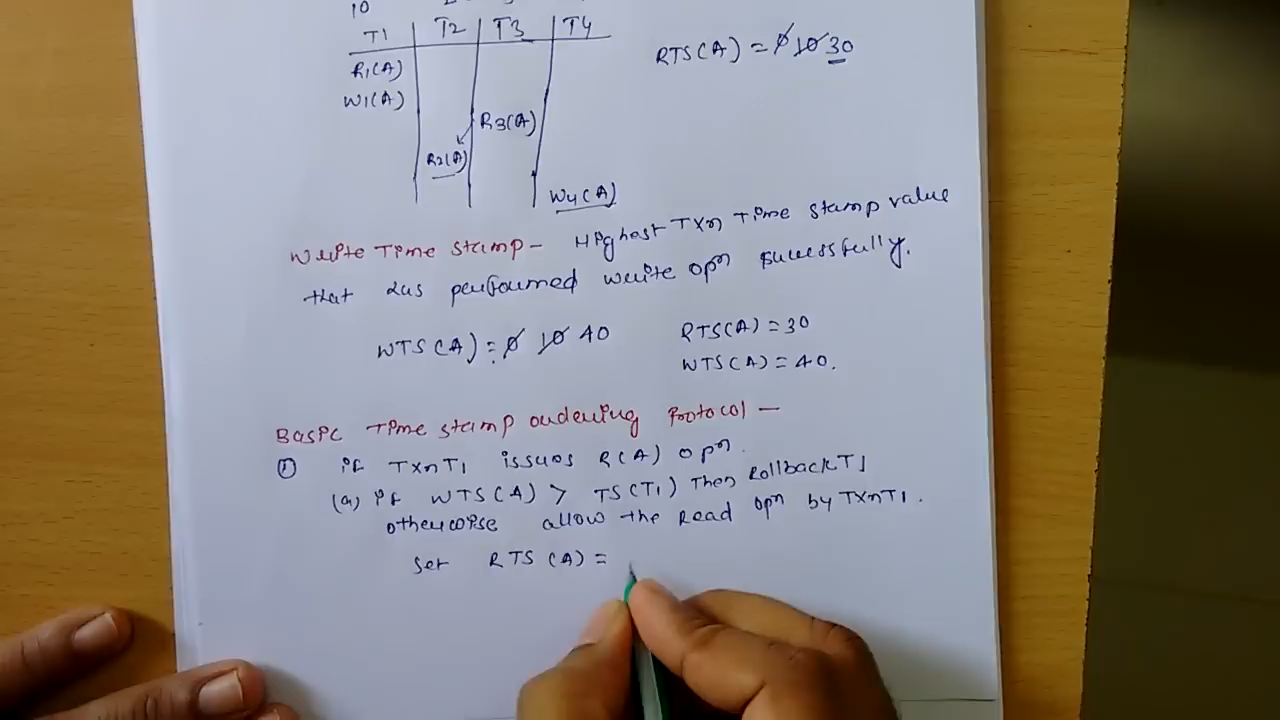 10
T1 T2 T3 T4
R1(A)
W1(A)
R3(A)
R2(A)
W4(A)
RTS(A) = 0 10 30
Write Time stamp - Highest Txn Time stamp value
that has performed write opn sucessfully.
WTS(A) = 0 10 40
RTS(A) = 30
WTS(A) = 40.
Basic Time stamp ordering protocol -
① if Txn T1 issues R(A) opn.
(a) if WTS(A) > TS(T1) Then Rollback T1
otherwise allow the Read opn by Txn T1.
Set RTS(A) =